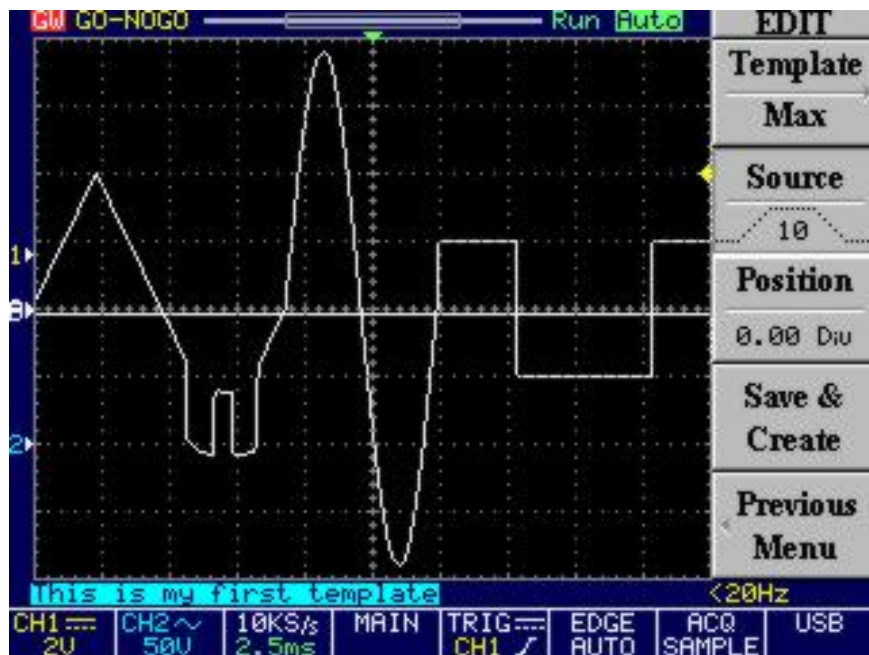 GW GO-NOGO Run Auto
EDIT
Template
Max
Source
10
Position
0.00 Div
Save &
Create
Previous
Menu
1
2
This is my first template <20Hz
CH1 CH2 10KS/s MAIN TRIG EDGE ACQ USB
2V 50V 2.5ms CH1 AUTO SAMPLE